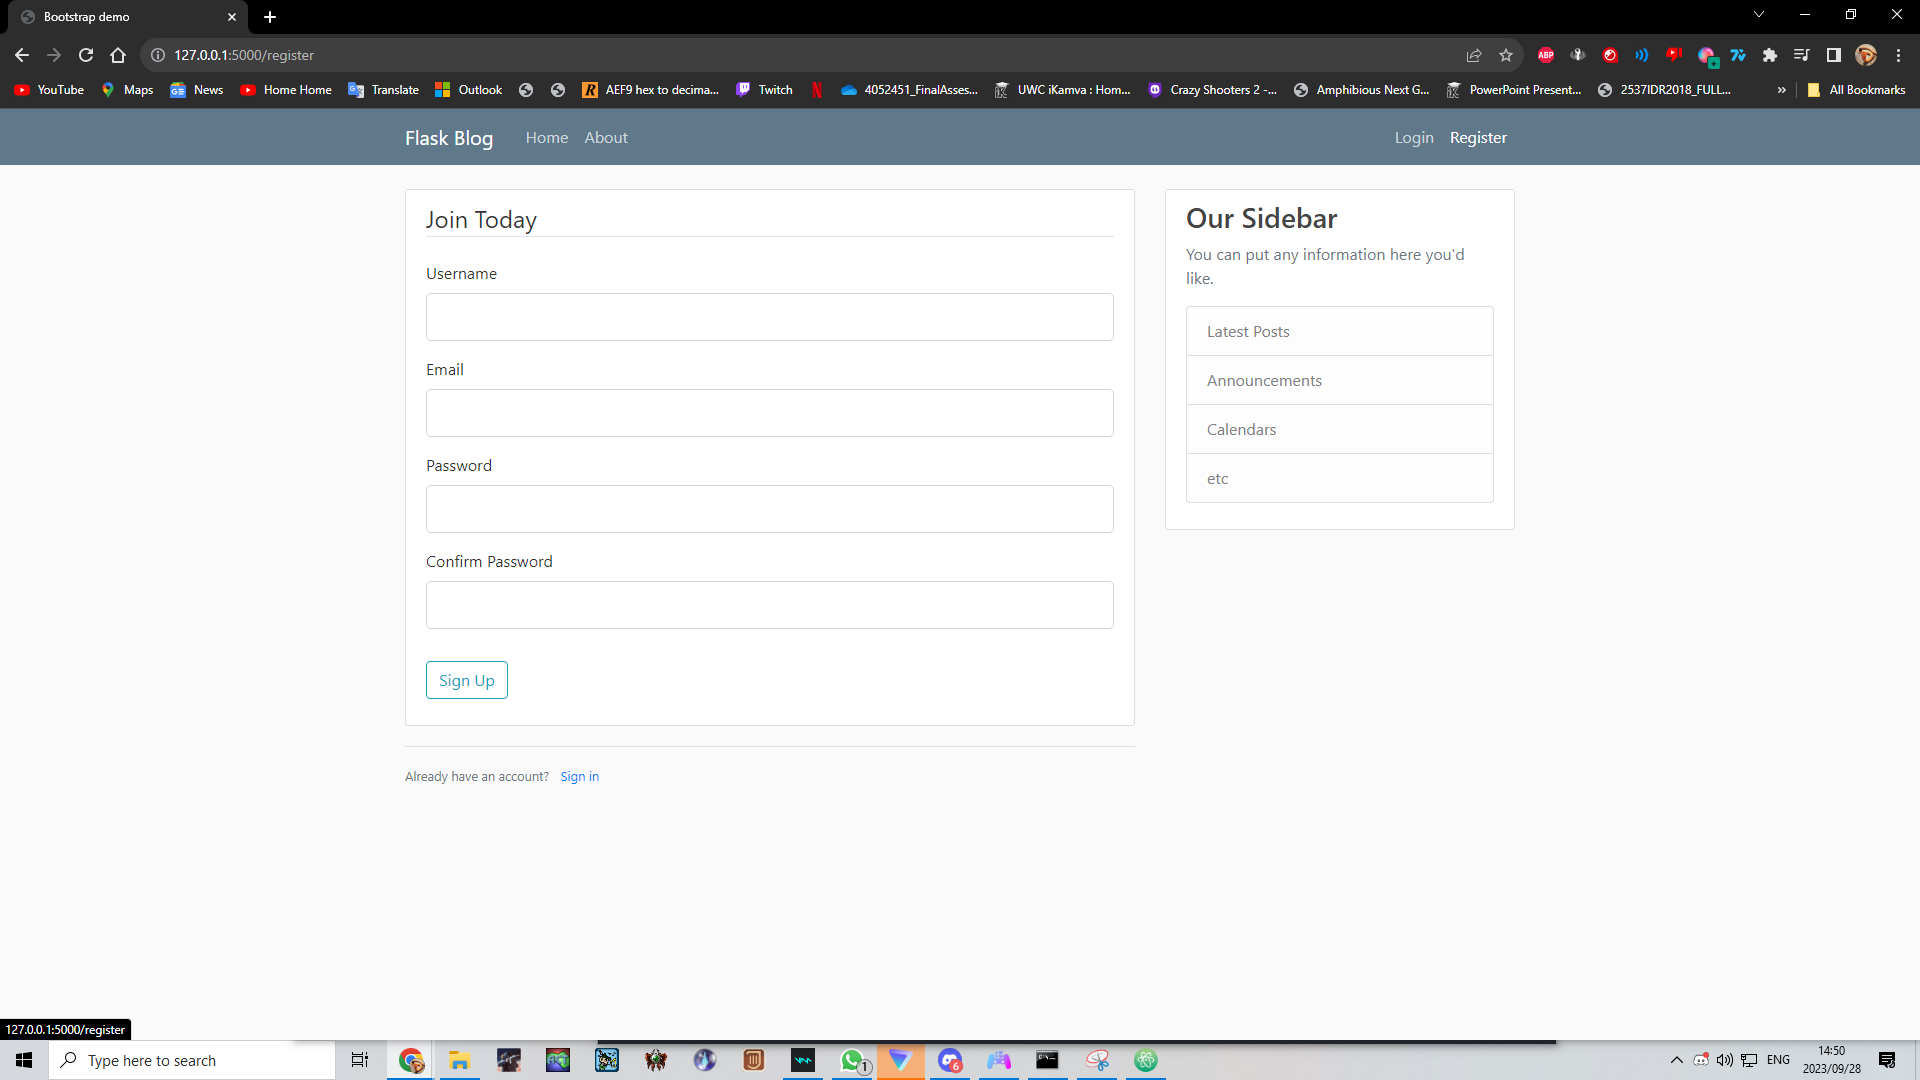 Bootstrap demo
127.0.0.1:5000/register
YouTube Maps News Home Home Translate Outlook AEF9 hex to decima... Twitch 4052451_FinalAsses... UWC iKamva : Hom... Crazy Shooters 2 -... Amphibious Next G... PowerPoint Present... 2537IDR2018_FULL... » All Bookmarks
Flask Blog Home About Login Register
Join Today
Username
Email
Password
Confirm Password
Sign Up
Already have an account? Sign in
Our Sidebar
You can put any information here you'd
like.
Latest Posts
Announcements
Calendars
etc
127.0.0.1:5000/register
Type here to search
1
6
ENG
14:50
2023/09/28
ABP